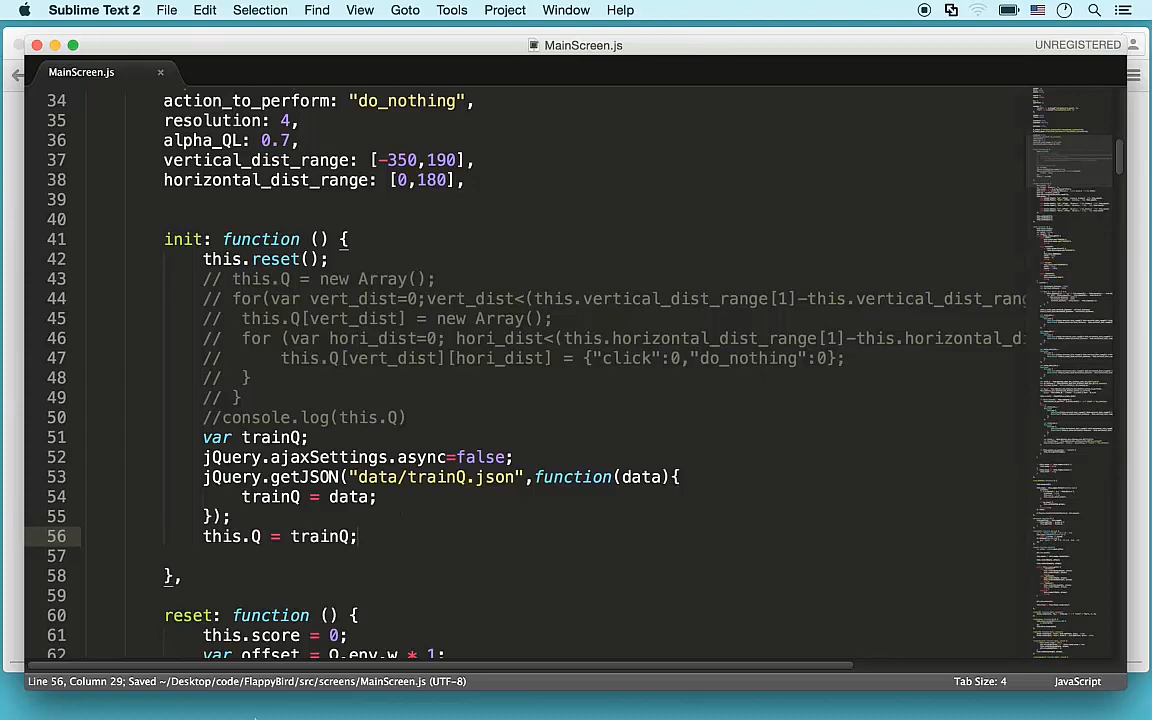 Sublime Text 2 File Edit Selection Find View Goto Tools Project Window Help
MainScreen.js UNREGISTERED
MainScreen.js ×
34 action_to_perform: "do_nothing",
35 resolution: 4,
36 alpha_QL: 0.7,
37 vertical_dist_range: [-350,190],
38 horizontal_dist_range: [0,180],
39
40
41 init: function () {
42 this.reset();
43 // this.Q = new Array();
44 // for(var vert_dist=0;vert_dist<(this.vertical_dist_range[1]-this.vertical_dist_rang
45 //  this.Q[vert_dist] = new Array();
46 //  for (var hori_dist=0; hori_dist<(this.horizontal_dist_range[1]-this.horizontal_di
47 //      this.Q[vert_dist][hori_dist] = {"click":0,"do_nothing":0};
48 //  }
49 // }
50 //console.log(this.Q)
51 var trainQ;
52 jQuery.ajaxSettings.async=false;
53 jQuery.getJSON("data/trainQ.json",function(data){
54 trainQ = data;
55 });
56 this.Q = trainQ;
57
58 },
59
60 reset: function () {
61 this.score = 0;
62 var offset = Q.env.w * 1;
Line 56, Column 29; Saved ~/Desktop/code/FlappyBird/src/screens/MainScreen.js (UTF-8) Tab Size: 4 JavaScript